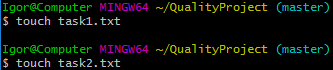 Igor@Computer MINGW64 ~/QualityProject (master)
$ touch task1.txt
Igor@Computer MINGW64 ~/QualityProject (master)
$ touch task2.txt